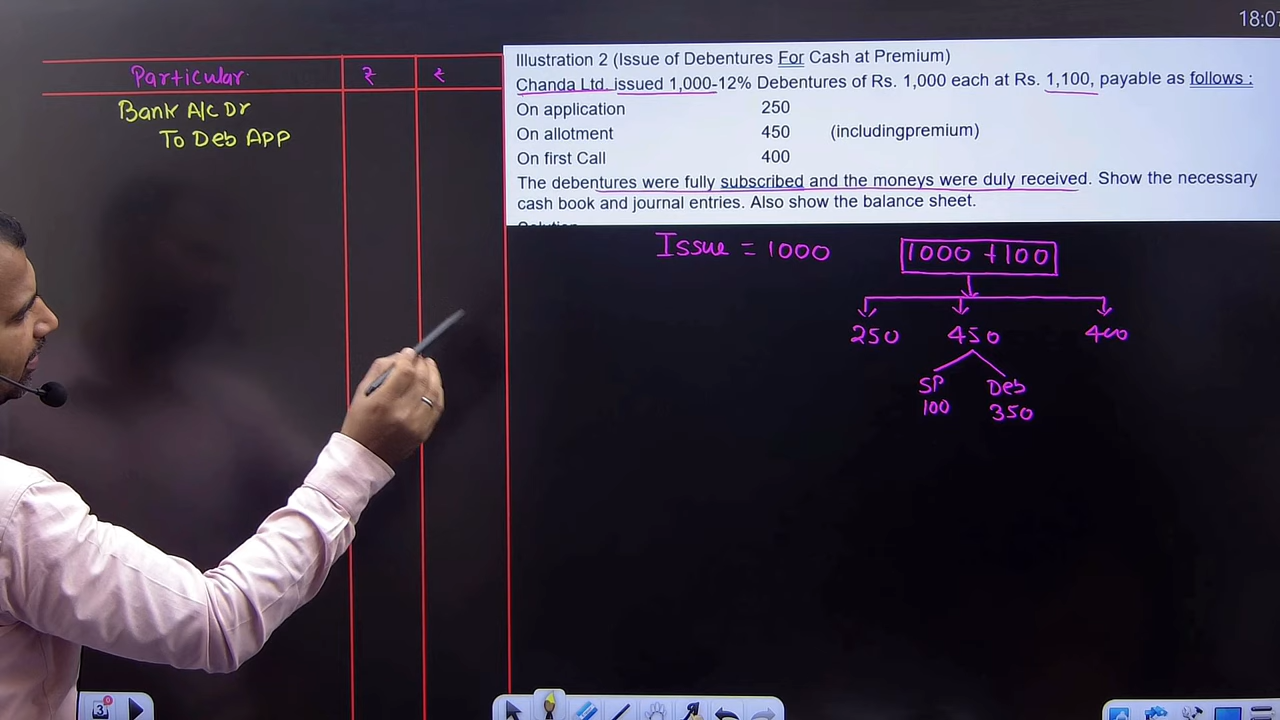 18:07
Particular ₹ ₹
Bank A/c Dr
To Deb App
Illustration 2 (Issue of Debentures For Cash at Premium)
Chanda Ltd. issued 1,000-12% Debentures of Rs. 1,000 each at Rs. 1,100, payable as follows :
On application 250
On allotment 450 (includingpremium)
On first Call 400
The debentures were fully subscribed and the moneys were duly received. Show the necessary
cash book and journal entries. Also show the balance sheet.
Issue = 1000
1000 + 100
250 450 400
SP Deb
100 350
3